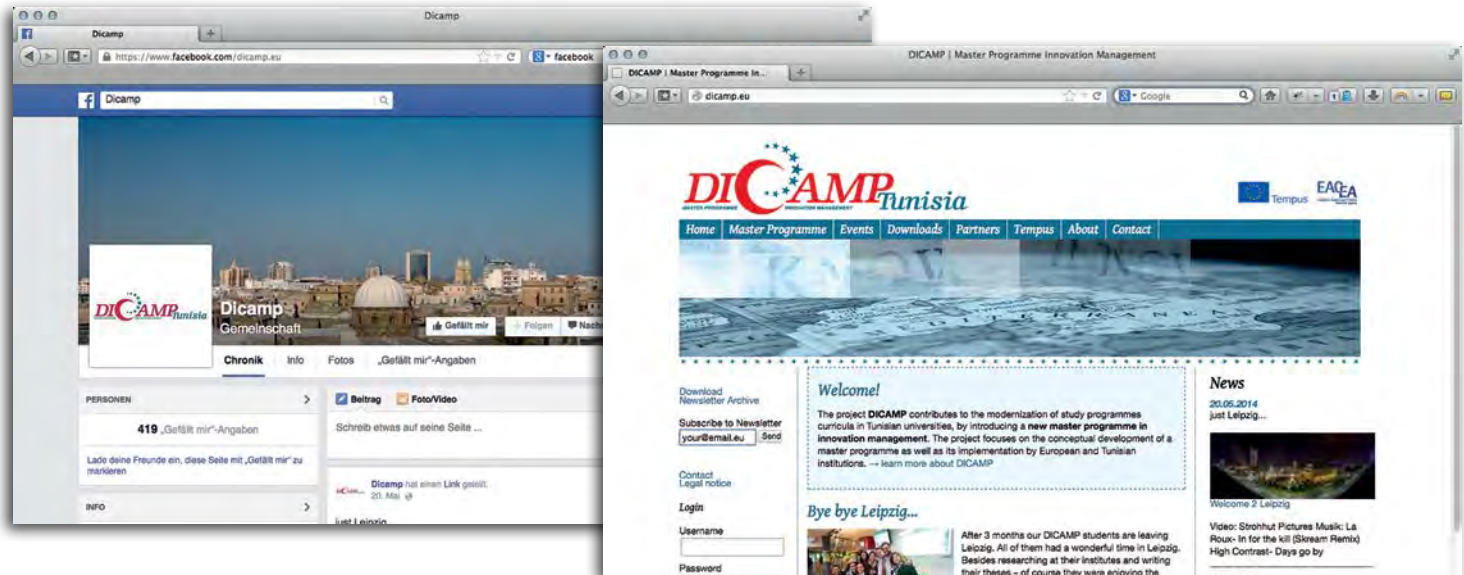 Dicamp
Dicamp
https://www.facebook.com/dicamp.eu
facebook
Dicamp
DICAMP Tunisia
Dicamp
Gemeinschaft
Gefällt mir
Folgen
Nachr
Chronik Info Fotos „Gefällt mir“-Angaben
PERSONEN
419 „Gefällt mir“-Angaben
Lade deine Freunde ein, diese Seite mit „Gefällt mir“ zu
markieren
INFO
Beitrag Foto/Video
Schreib etwas auf seine Seite ...
Dicamp hat einen Link geteilt.
20. Mai
just Leipzig
DICAMP | Master Programme Innovation Management
DICAMP | Master Programme In...
dicamp.eu
Google
DICAMP Tunisia
MASTER PROGRAMME INNOVATION MANAGEMENT
Tempus
EACEA
Home Master Programme Events Downloads Partners Tempus About Contact
Download
Newsletter Archive
Subscribe to Newsletter
your@email.eu Send
Contact
Legal notice
Login
Username
Password
Welcome!
The project DICAMP contributes to the modernization of study programmes
curricula in Tunisian universities, by introducing a new master programme in
innovation management. The project focuses on the conceptual development of a
master programme as well as its implementation by European and Tunisian
institutions. → learn more about DICAMP
Bye bye Leipzig...
After 3 months our DICAMP students are leaving
Leipzig. All of them had a wonderful time in Leipzig.
Besides researching at their institutes and writing
their theses – of course they were enjoying the
News
20.05.2014
just Leipzig...
Welcome 2 Leipzig
Video: Strohhut Pictures Musik: La
Roux- In for the kill (Skream Remix)
High Contrast- Days go by